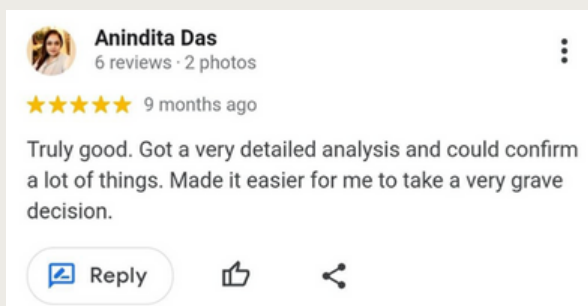 Anindita Das
6 reviews · 2 photos
9 months ago
Truly good. Got a very detailed analysis and could confirm
a lot of things. Made it easier for me to take a very grave
decision.
Reply